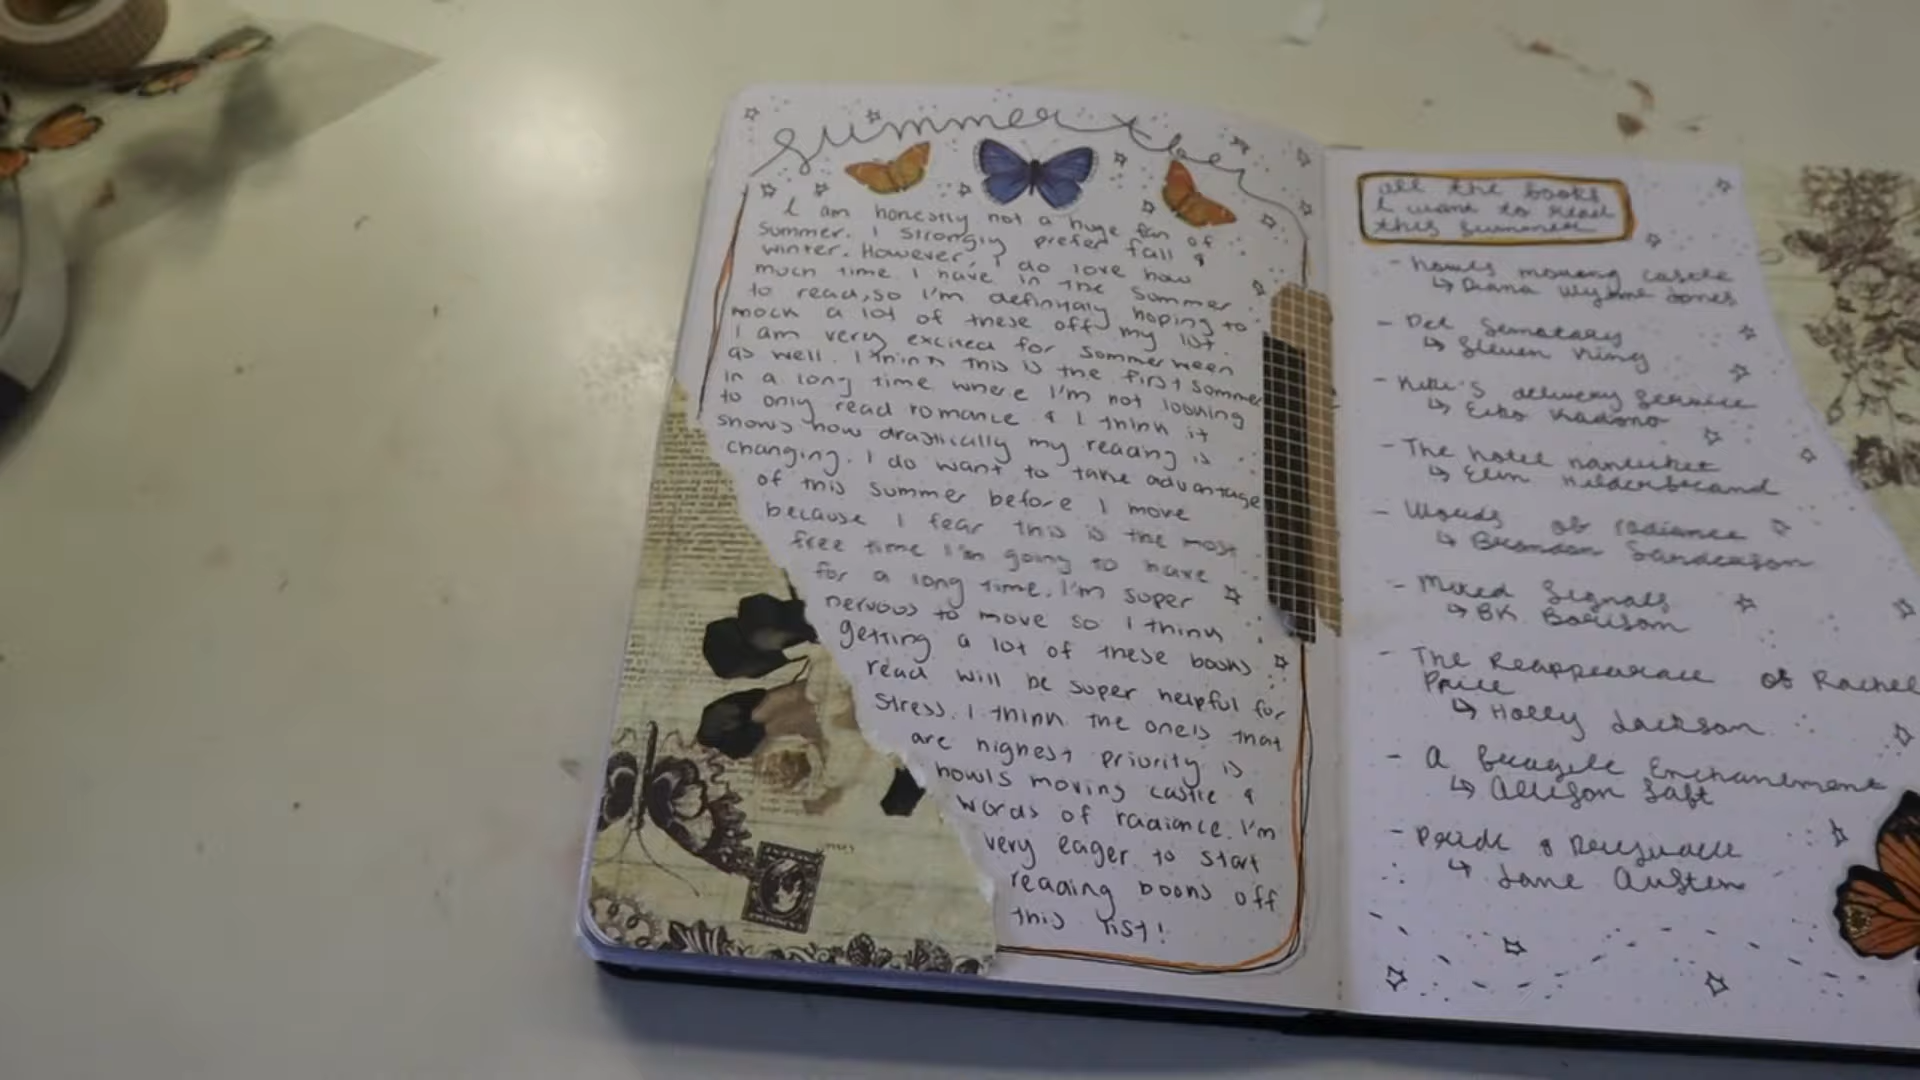 summer tbr
I am honestly not a huge fan of
summer. I strongly prefer fall &
winter. However, I do love how
much time I have in the summer
to read, so I'm definitaly hoping to
mock a lot of these off my list.
I am very excited for summerween
as well. I think this is the first summer
in a long time where I'm not looking
to only read romance & I think it
shows how drastically my reading is
changing. I do want to take advantage
of this summer before I move
because I fear this is the most
free time I'm going to have
for a long time. I'm super
nervous to move so I think
getting a lot of these books
read will be super helpful for
stress. I think the one's that
are highest priority is
howls moving castle &
words of radiance. I'm
very eager to start
reading books off
this list!
all the books
I want to read
this summer
- howls moving castle
↳ Diana Wynne Jones
- Pet Sematary
↳ Steven King
- Kiki's delivery service
↳ Eiko Kadono
- The hotel nantucket
↳ Elin Hilderbrand
- Words of radiance
↳ Brandon Sanderson
- Mixed Signals
↳ BK Borison
- The Reappearace of Rachel
Price
↳ Holly Jackson
- A Fragile Enchantment
↳ Allison Saft
- Pride & Prejudice
↳ Jane Austen